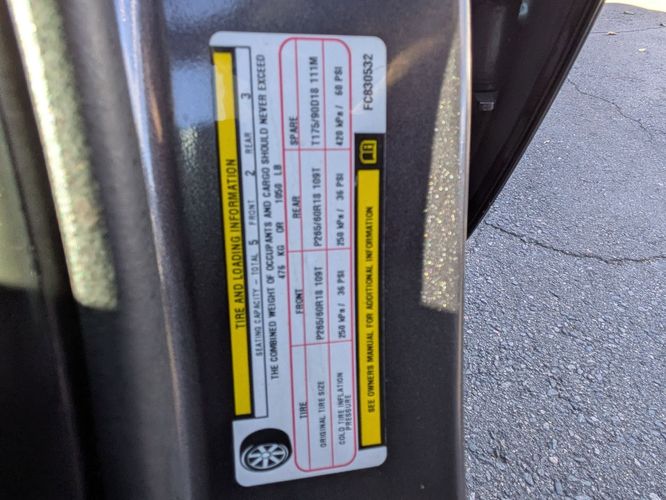 TIRE AND LOADING INFORMATION
SEATING CAPACITY - TOTAL 5 FRONT 2 REAR 3
THE COMBINED WEIGHT OF OCCUPANTS AND CARGO SHOULD NEVER EXCEED
476 KG OR 1050 LB
TIRE FRONT REAR SPARE
ORIGINAL TIRE SIZE P265/60R18 109T P265/60R18 109T T175/90D18 111M
COLD TIRE INFLATION PRESSURE 250 kPa/ 36 PSI 250 kPa/ 36 PSI 420 kPa/ 60 PSI
SEE OWNERS MANUAL FOR ADDITIONAL INFORMATION
FC830532